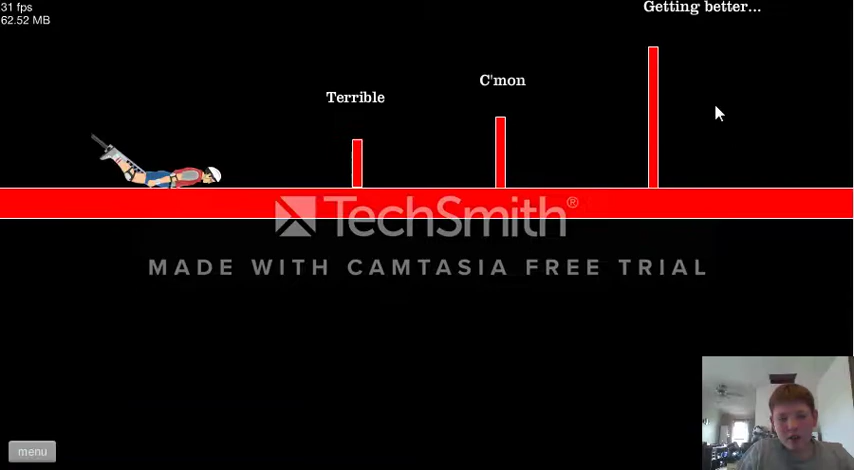 31 fps
62.52 MB
Getting better...
C'mon
Terrible
TechSmith®
MADE WITH CAMTASIA FREE TRIAL
menu